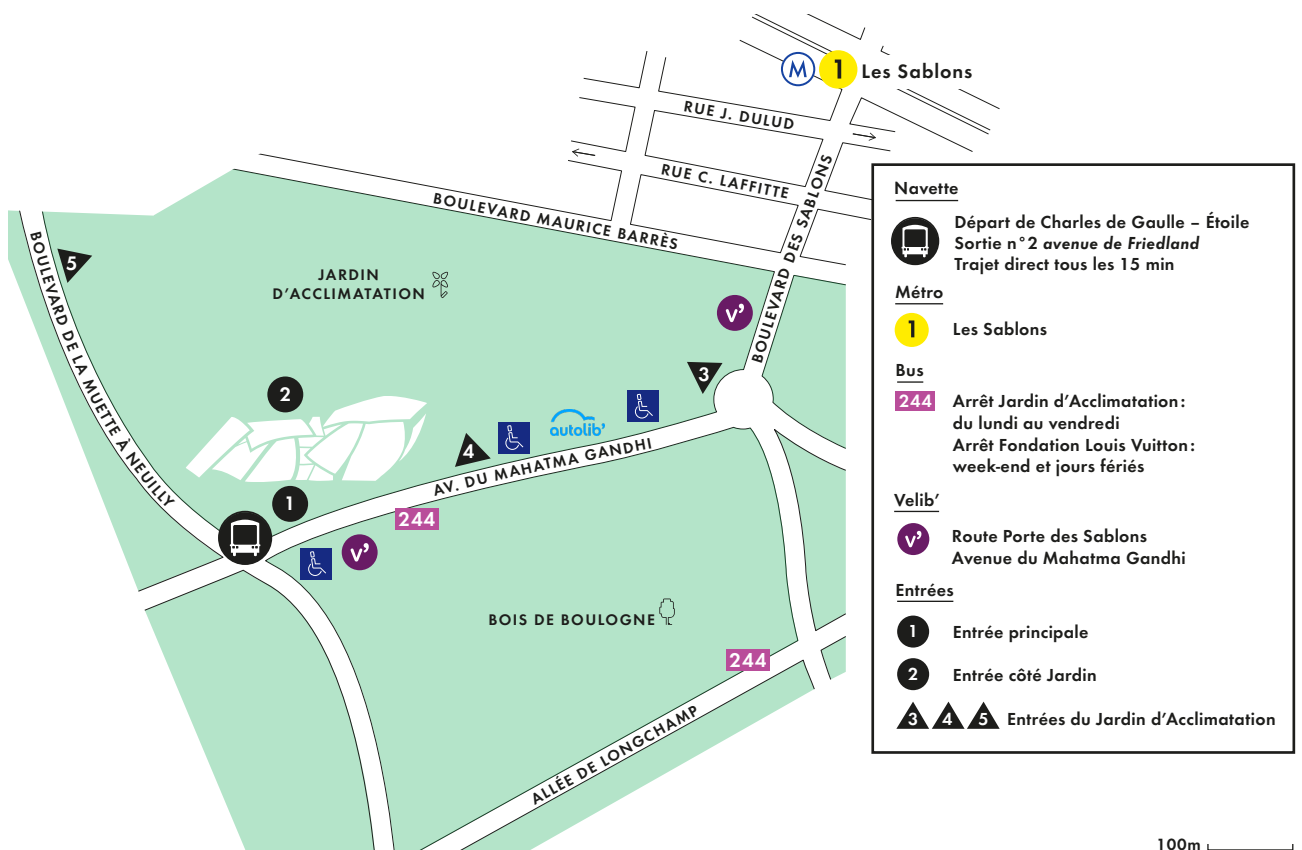 M 1 Les Sablons
RUE J. DULUD
RUE C. LAFFITTE
BOULEVARD DES SABLONS
BOULEVARD MAURICE BARRÈS
BOULEVARD DE LA MUETTE À NEUILLY
5
JARDIN
D'ACCLIMATATION
v'
3
2
autolib'
4
AV. DU MAHATMA GANDHI
1
244
v'
BOIS DE BOULOGNE
244
ALLÉE DE LONGCHAMP
Navette
Départ de Charles de Gaulle – Étoile
Sortie n°2 avenue de Friedland
Trajet direct tous les 15 min
Métro
1 Les Sablons
Bus
244 Arrêt Jardin d'Acclimatation :
du lundi au vendredi
Arrêt Fondation Louis Vuitton :
week-end et jours fériés
Velib'
v' Route Porte des Sablons
Avenue du Mahatma Gandhi
Entrées
1 Entrée principale
2 Entrée côté Jardin
3 4 5 Entrées du Jardin d'Acclimatation
100m